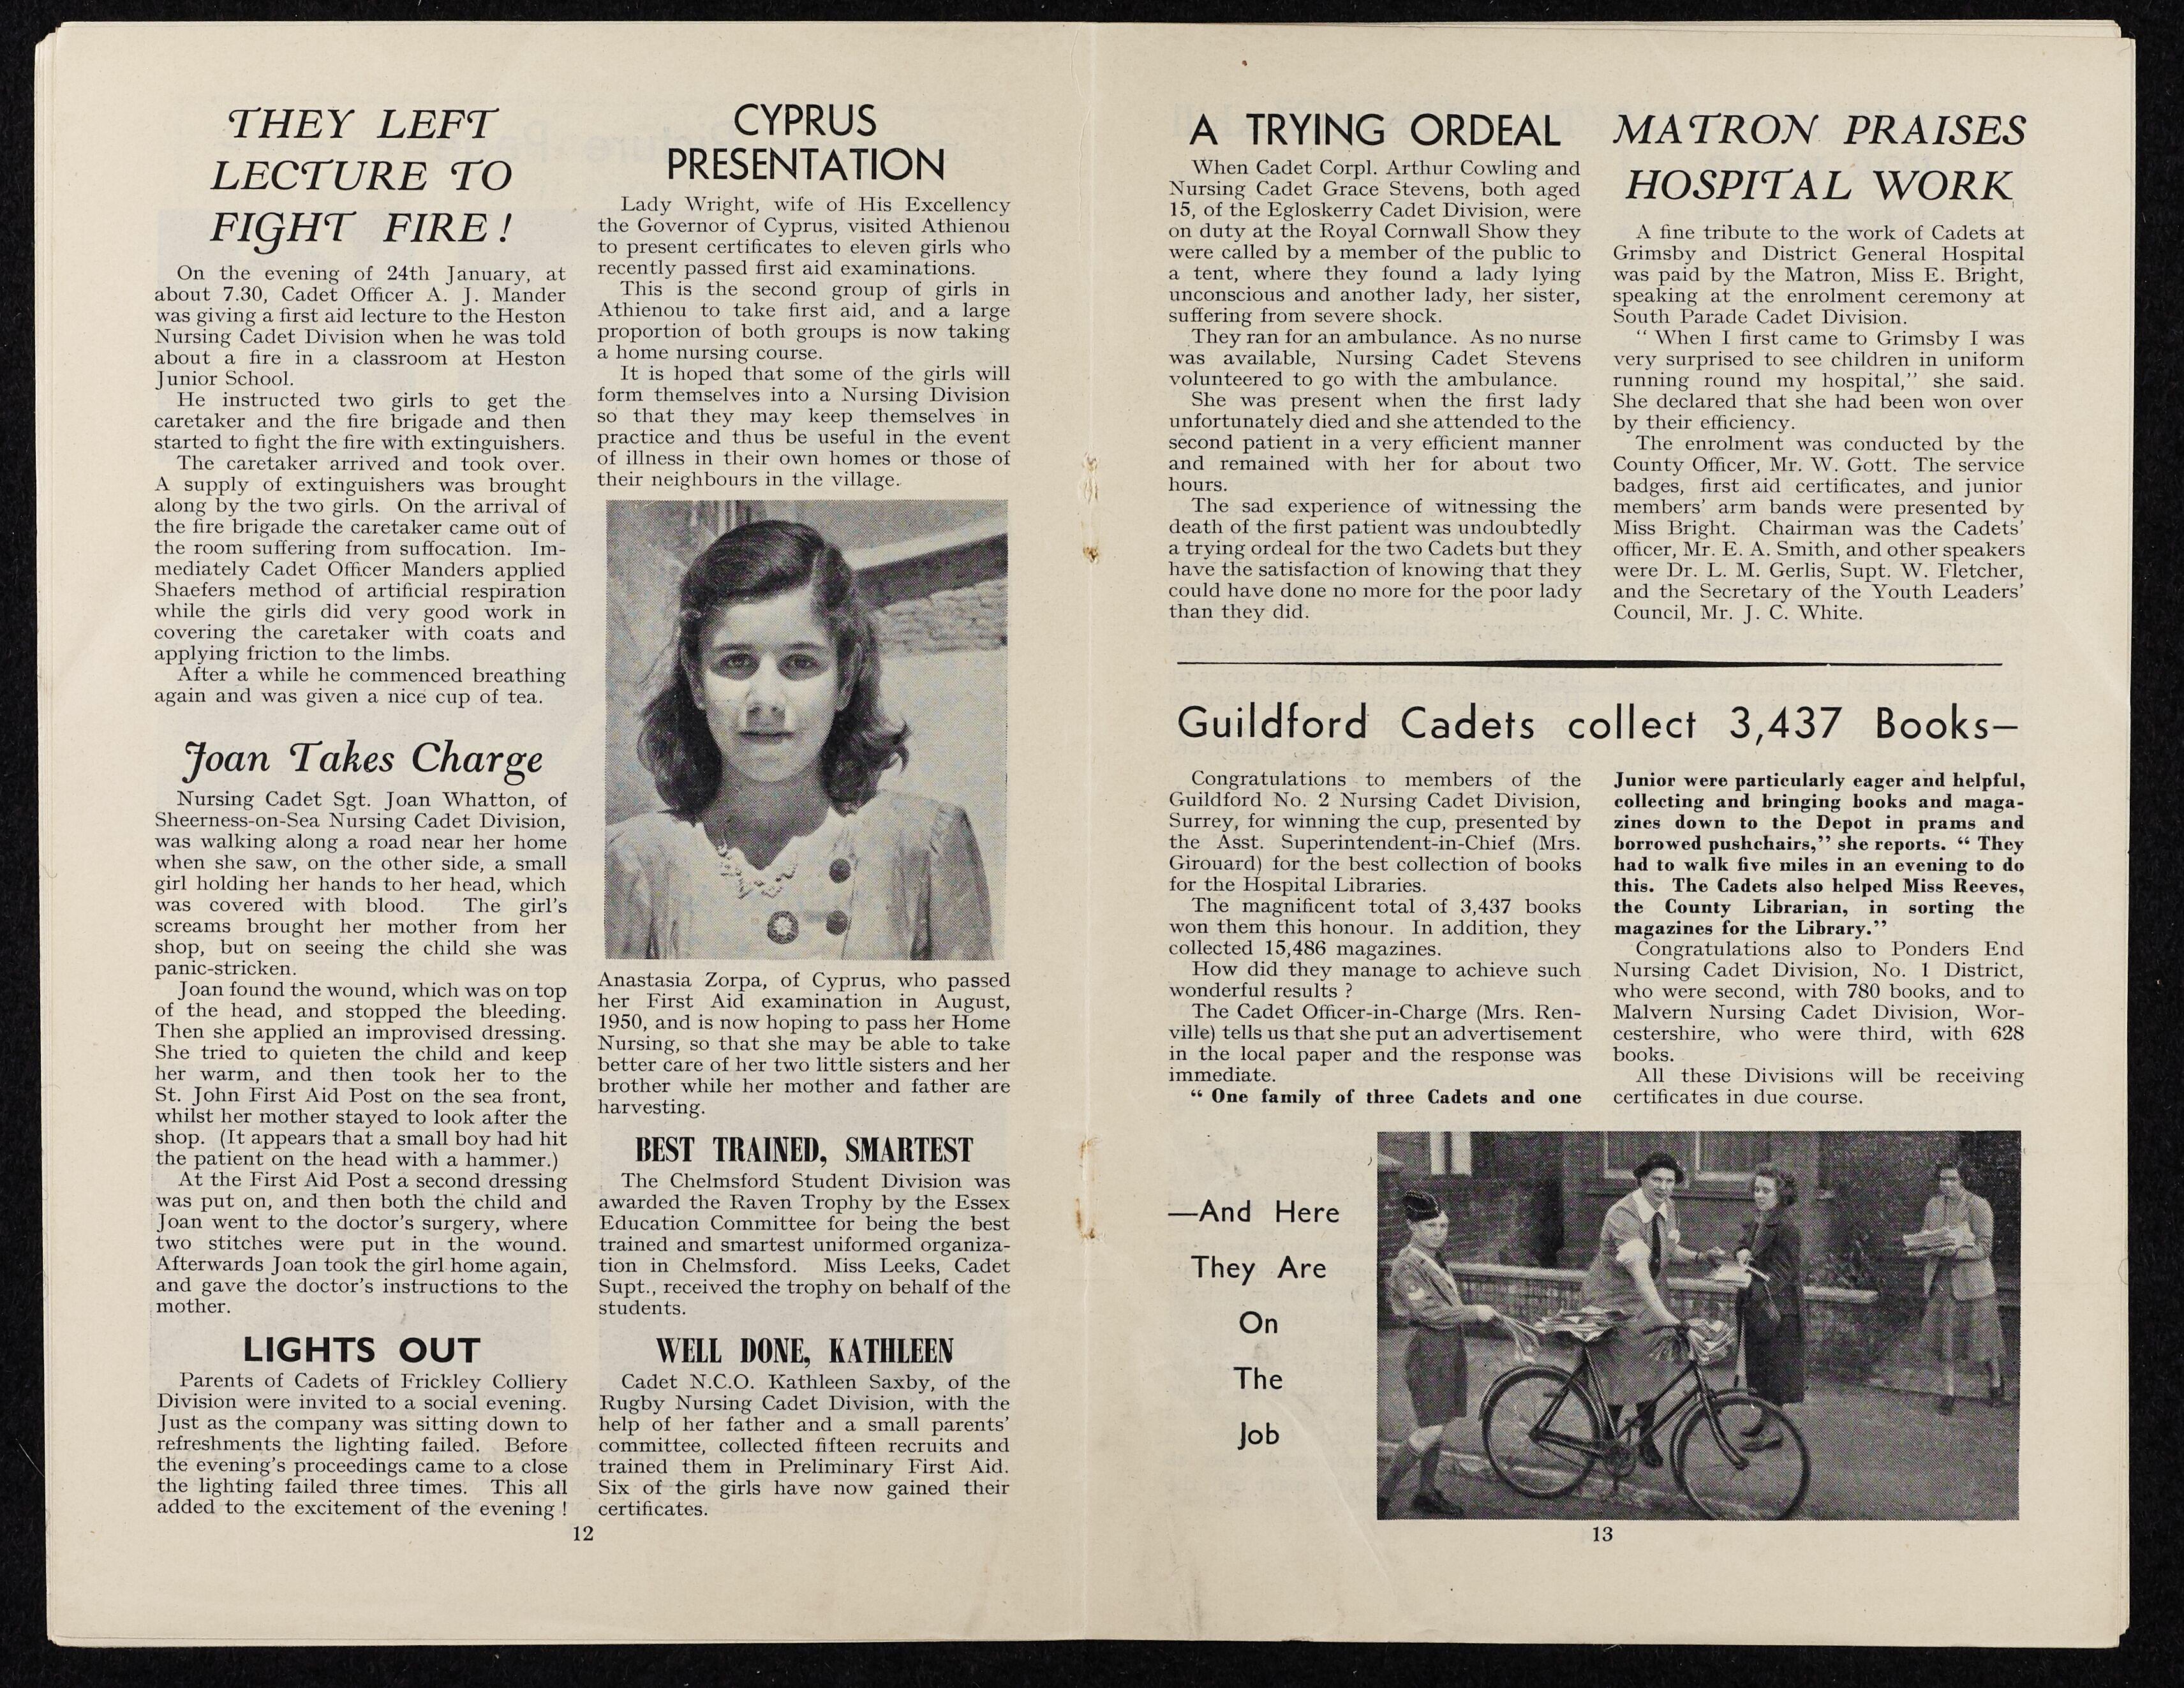 THEY LEFT
LECTURE TO
FIGHT FIRE!
On the evening of 24th January, at
about 7.30, Cadet Officer A. J. Mander
was giving a first aid lecture to the Heston
Nursing Cadet Division when he was told
about a fire in a classroom at Heston
Junior School.
He instructed two girls to get the
caretaker and the fire brigade and then
started to fight the fire with extinguishers.
The caretaker arrived and took over.
A supply of extinguishers was brought
along by the two girls. On the arrival of
the fire brigade the caretaker came out of
the room suffering from suffocation. Im-
mediately Cadet Officer Manders applied
Shaefers method of artificial respiration
while the girls did very good work in
covering the caretaker with coats and
applying friction to the limbs.
After a while he commenced breathing
again and was given a nice cup of tea.
Joan Takes Charge
Nursing Cadet Sgt. Joan Whatton, of
Sheerness-on-Sea Nursing Cadet Division,
was walking along a road near her home
when she saw, on the other side, a small
girl holding her hands to her head, which
was covered with blood. The girl's
screams brought her mother from her
shop, but on seeing the child she was
panic-stricken.
Joan found the wound, which was on top
of the head, and stopped the bleeding.
Then she applied an improvised dressing.
She tried to quieten the child and keep
her warm, and then took her to the
St. John First Aid Post on the sea front,
whilst her mother stayed to look after the
shop. (It appears that a small boy had hit
the patient on the head with a hammer.)
At the First Aid Post a second dressing
was put on, and then both the child and
Joan went to the doctor's surgery, where
two stitches were put in the wound.
Afterwards Joan took the girl home again,
and gave the doctor's instructions to the
mother.
LIGHTS OUT
Parents of Cadets of Frickley Colliery
Division were invited to a social evening.
Just as the company was sitting down to
refreshments the lighting failed. Before
the evening's proceedings came to a close
the lighting failed three times. This all
added to the excitement of the evening !
CYPRUS
PRESENTATION
Lady Wright, wife of His Excellency
the Governor of Cyprus, visited Athienou
to present certificates to eleven girls who
recently passed first aid examinations.
This is the second group of girls in
Athienou to take first aid, and a large
proportion of both groups is now taking
a home nursing course.
It is hoped that some of the girls will
form themselves into a Nursing Division
so that they may keep themselves in
practice and thus be useful in the event
of illness in their own homes or those of
their neighbours in the village.
Anastasia Zorpa, of Cyprus, who passed
her First Aid examination in August,
1950, and is now hoping to pass her Home
Nursing, so that she may be able to take
better care of her two little sisters and her
brother while her mother and father are
harvesting.
BEST TRAINED, SMARTEST
The Chelmsford Student Division was
awarded the Raven Trophy by the Essex
Education Committee for being the best
trained and smartest uniformed organiza-
tion in Chelmsford. Miss Leeks, Cadet
Supt., received the trophy on behalf of the
students.
WELL DONE, KATHLEEN
Cadet N.C.O. Kathleen Saxby, of the
Rugby Nursing Cadet Division, with the
help of her father and a small parents'
committee, collected fifteen recruits and
trained them in Preliminary First Aid.
Six of the girls have now gained their
certificates.
12
A TRYING ORDEAL
When Cadet Corpl. Arthur Cowling and
Nursing Cadet Grace Stevens, both aged
15, of the Egloskerry Cadet Division, were
on duty at the Royal Cornwall Show they
were called by a member of the public to
a tent, where they found a lady lying
unconscious and another lady, her sister,
suffering from severe shock.
They ran for an ambulance. As no nurse
was available, Nursing Cadet Stevens
volunteered to go with the ambulance.
She was present when the first lady
unfortunately died and she attended to the
second patient in a very efficient manner
and remained with her for about two
hours.
The sad experience of witnessing the
death of the first patient was undoubtedly
a trying ordeal for the two Cadets but they
have the satisfaction of knowing that they
could have done no more for the poor lady
than they did.
MATRON PRAISES
HOSPITAL WORK
A fine tribute to the work of Cadets at
Grimsby and District General Hospital
was paid by the Matron, Miss E. Bright,
speaking at the enrolment ceremony at
South Parade Cadet Division.
" When I first came to Grimsby I was
very surprised to see children in uniform
running round my hospital," she said.
She declared that she had been won over
by their efficiency.
The enrolment was conducted by the
County Officer, Mr. W. Gott. The service
badges, first aid certificates, and junior
members' arm bands were presented by
Miss Bright. Chairman was the Cadets'
officer, Mr. E. A. Smith, and other speakers
were Dr. L. M. Gerlis, Supt. W. Fletcher,
and the Secretary of the Youth Leaders'
Council, Mr. J. C. White.
Guildford Cadets collect 3,437 Books—
Congratulations to members of the
Guildford No. 2 Nursing Cadet Division,
Surrey, for winning the cup, presented by
the Asst. Superintendent-in-Chief (Mrs.
Girouard) for the best collection of books
for the Hospital Libraries.
The magnificent total of 3,437 books
won them this honour. In addition, they
collected 15,486 magazines.
How did they manage to achieve such
wonderful results ?
The Cadet Officer-in-Charge (Mrs. Ren-
ville) tells us that she put an advertisement
in the local paper and the response was
immediate.
" One family of three Cadets and one
Junior were particularly eager and helpful,
collecting and bringing books and maga-
zines down to the Depot in prams and
borrowed pushchairs," she reports. " They
had to walk five miles in an evening to do
this. The Cadets also helped Miss Reeves,
the County Librarian, in sorting the
magazines for the Library."
Congratulations also to Ponders End
Nursing Cadet Division, No. 1 District,
who were second, with 780 books, and to
Malvern Nursing Cadet Division, Wor-
cestershire, who were third, with 628
books.
All these Divisions will be receiving
certificates in due course.
—And Here
They Are
On
The
Job
13